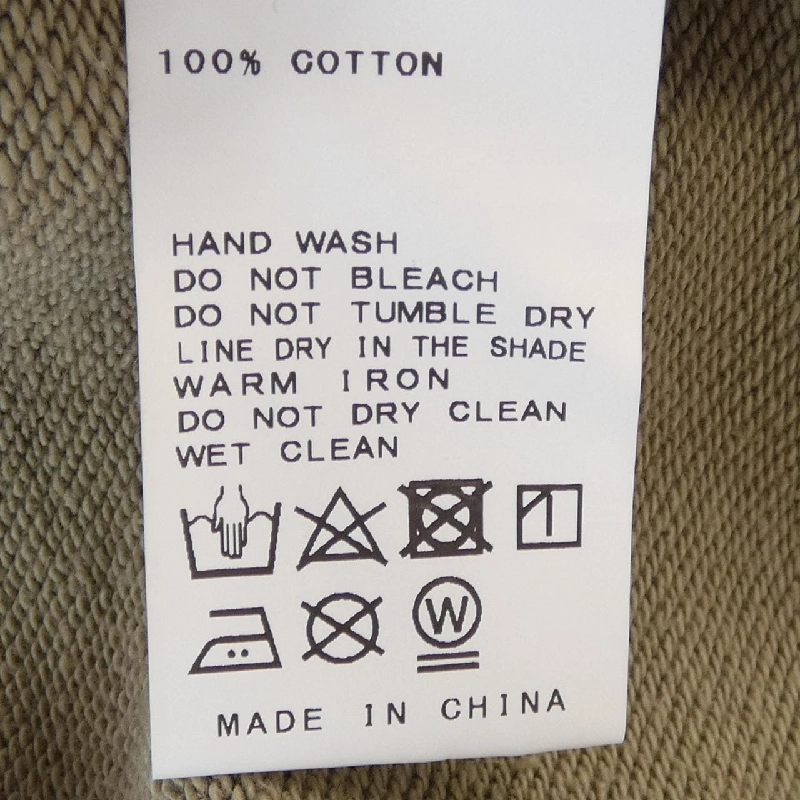 100% COTTON
HAND WASH
DO NOT BLEACH
DO NOT TUMBLE DRY
LINE DRY IN THE SHADE
WARM IRON
DO NOT DRY CLEAN
WET CLEAN
W
MADE IN CHINA